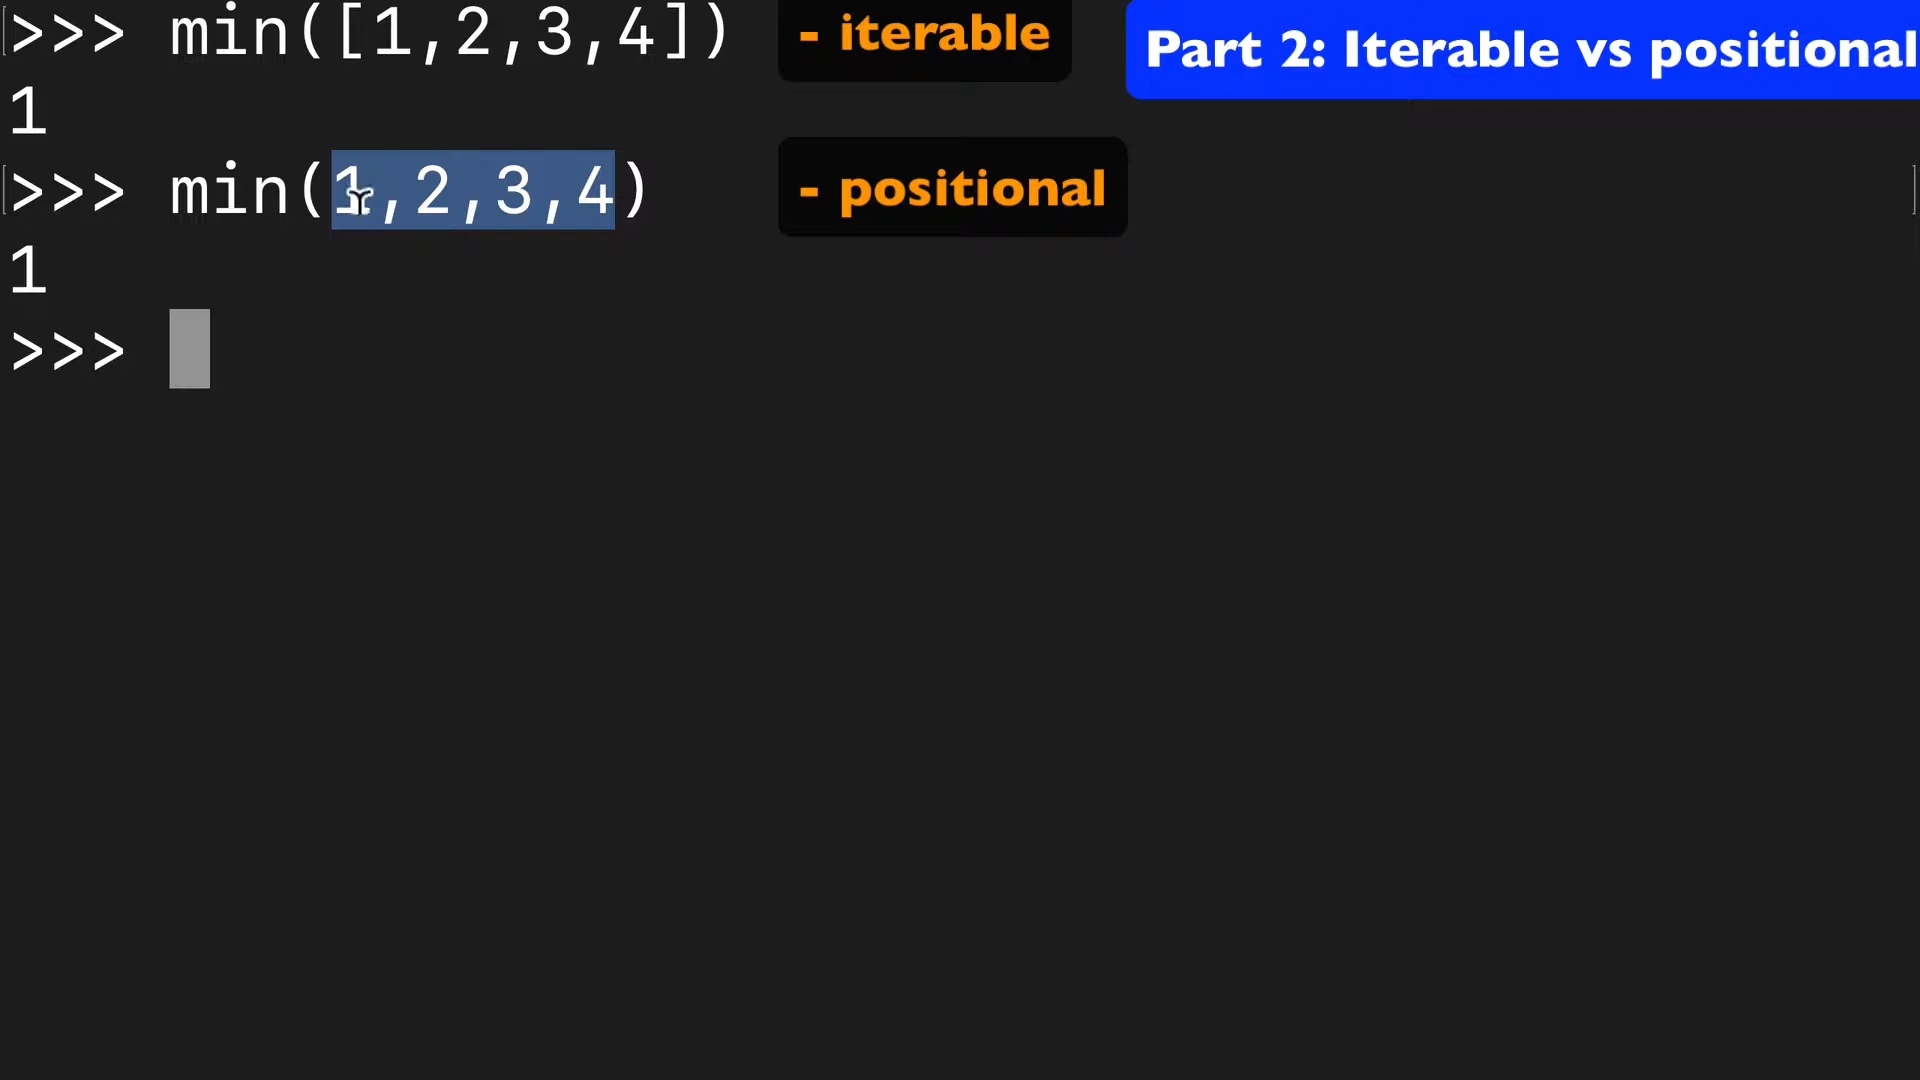 >>> min([1,2,3,4]) - iterable Part 2: Iterable vs positional
1
>>> min(1,2,3,4) - positional
1
>>>